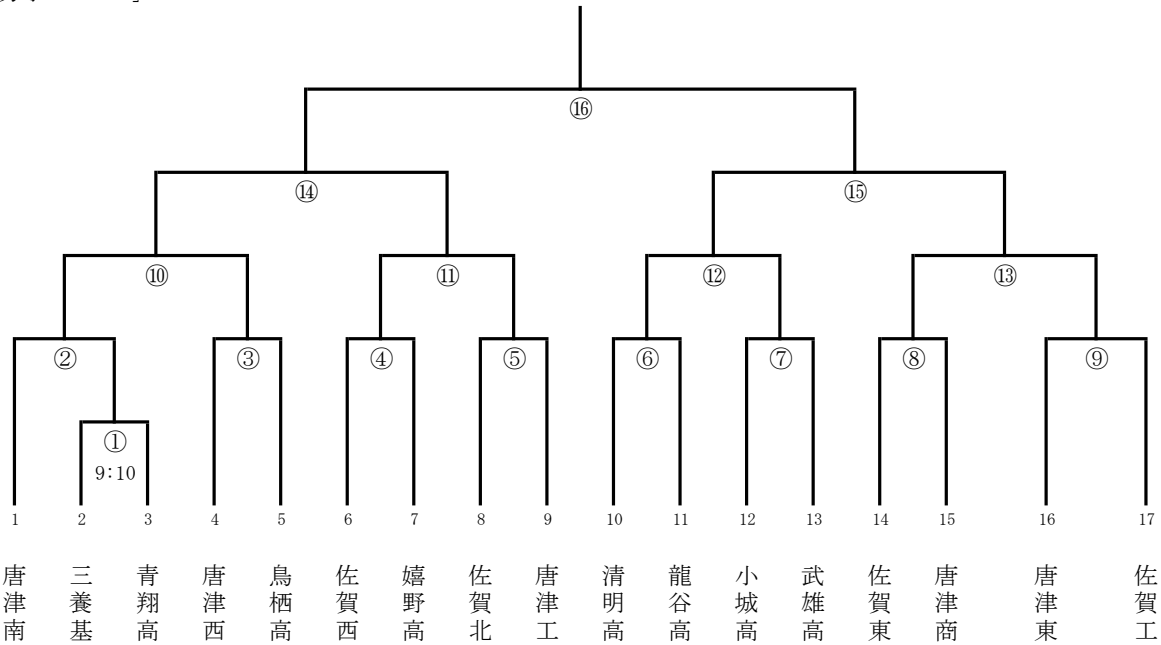 ⑯
⑭ ⑮
⑩ ⑪ ⑫ ⑬
② ③ ④ ⑤ ⑥ ⑦ ⑧ ⑨
①
9:10
1 2 3 4 5 6 7 8 9 10 11 12 13 14 15 16 17
唐津南
三養基
青翔高
唐津西
鳥栖高
佐賀西
嬉野高
佐賀北
唐津工
清明高
龍谷高
小城高
武雄高
佐賀東
唐津商
唐津東
佐賀工